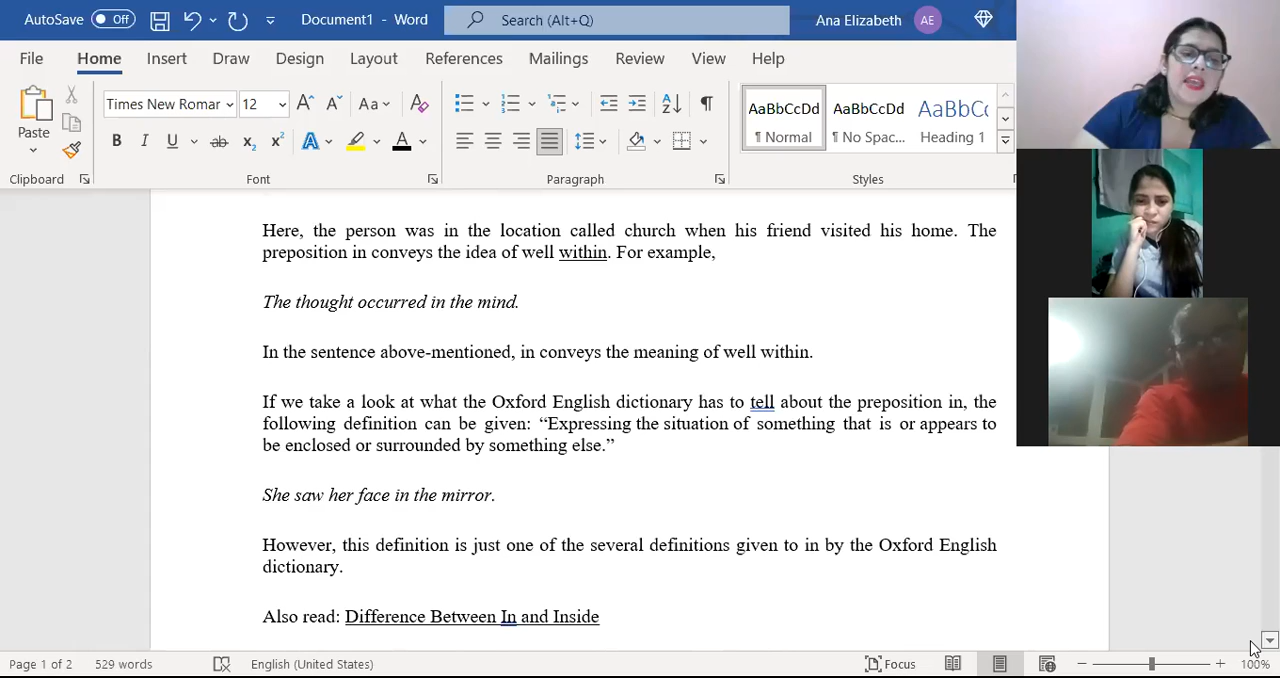 AutoSave Off Document1 - Word Search (Alt+Q) Ana Elizabeth AE
File Home Insert Draw Design Layout References Mailings Review View Help
Times New Romar 12 Aa
Paste
B I U ab x2 x2 A A
AaBbCcDd AaBbCcDd AaBbCc
¶ Normal ¶ No Spac... Heading 1
Clipboard Font Paragraph Styles
Here, the person was in the location called church when his friend visited his home. The
preposition in conveys the idea of well within. For example,
The thought occurred in the mind.
In the sentence above-mentioned, in conveys the meaning of well within.
If we take a look at what the Oxford English dictionary has to tell about the preposition in, the
following definition can be given: “Expressing the situation of something that is or appears to
be enclosed or surrounded by something else.”
She saw her face in the mirror.
However, this definition is just one of the several definitions given to in by the Oxford English
dictionary.
Also read: Difference Between In and Inside
Page 1 of 2 529 words English (United States) Focus 100%